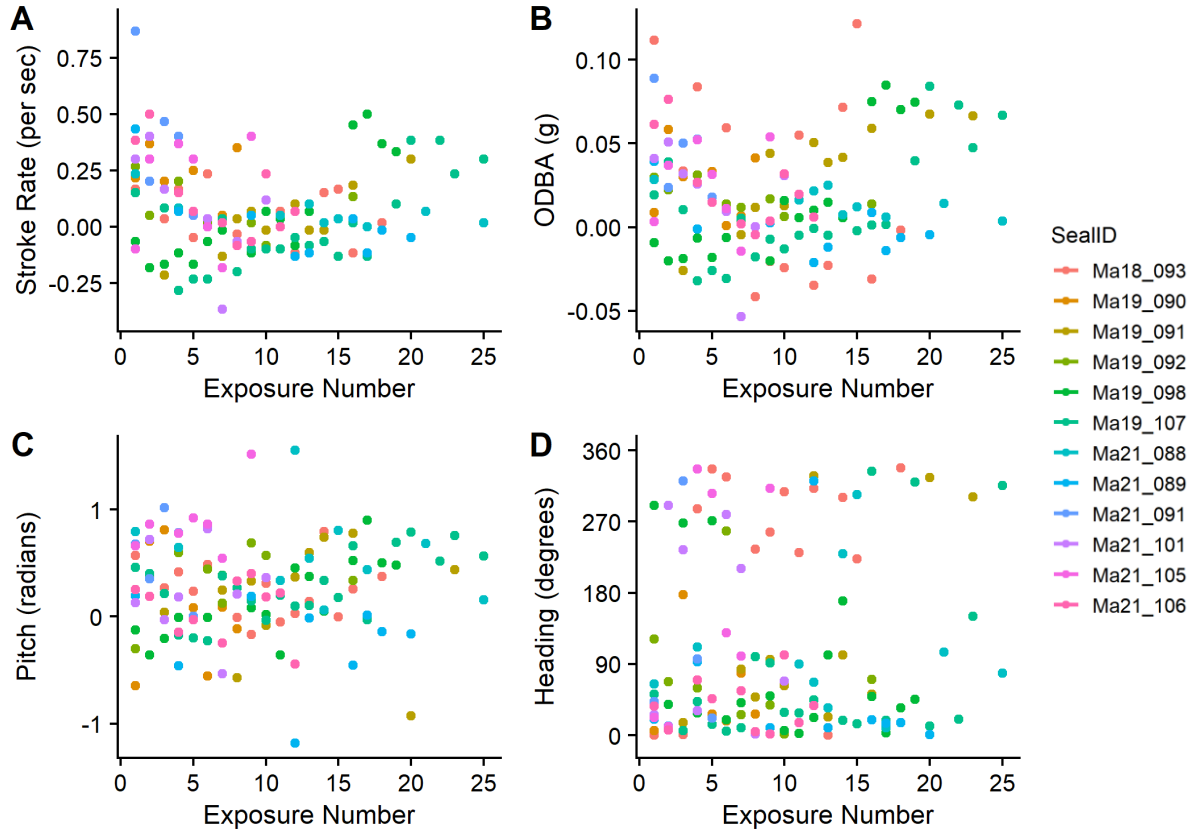 A
Stroke Rate (per sec)
0.75
0.50
0.25
0.00
-0.25
0 5 10 15 20 25
Exposure Number
B
ODBA (g)
0.10
0.05
0.00
-0.05
0 5 10 15 20 25
Exposure Number
C
Pitch (radians)
1
0
-1
0 5 10 15 20 25
Exposure Number
D
Heading (degrees)
360
270
180
90
0
0 5 10 15 20 25
Exposure Number
SealID
Ma18_093
Ma19_090
Ma19_091
Ma19_092
Ma19_098
Ma19_107
Ma21_088
Ma21_089
Ma21_091
Ma21_101
Ma21_105
Ma21_106